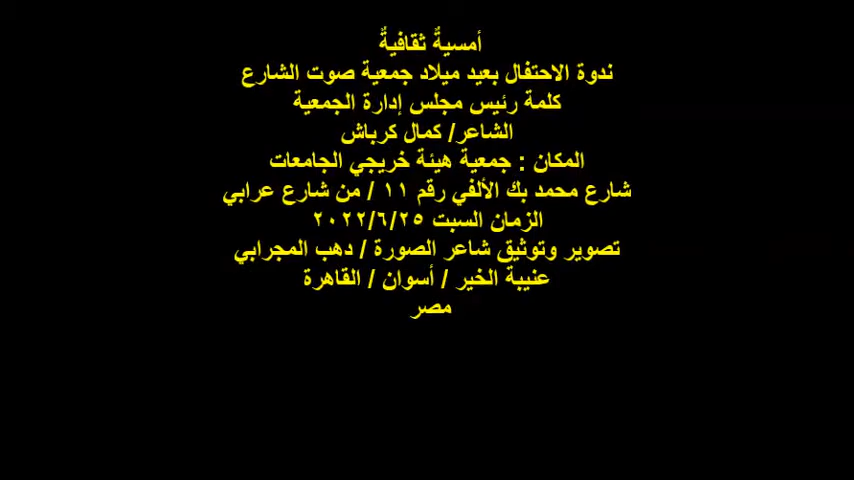 أمسيةٌ ثقافيةٌ
ندوة الاحتفال بعيد ميلاد جمعية صوت الشارع
كلمة رئيس مجلس إدارة الجمعية
الشاعر/ كمال كرباش
المكان : جمعية هيئة خريجي الجامعات
شارع محمد بك الألفي رقم ١١ / من شارع عرابي
الزمان السبت ٢٠٢٢/٦/٢٥
تصوير وتوثيق شاعر الصورة / دهب المجرابي
عنيبة الخير / أسوان / القاهرة
مصر